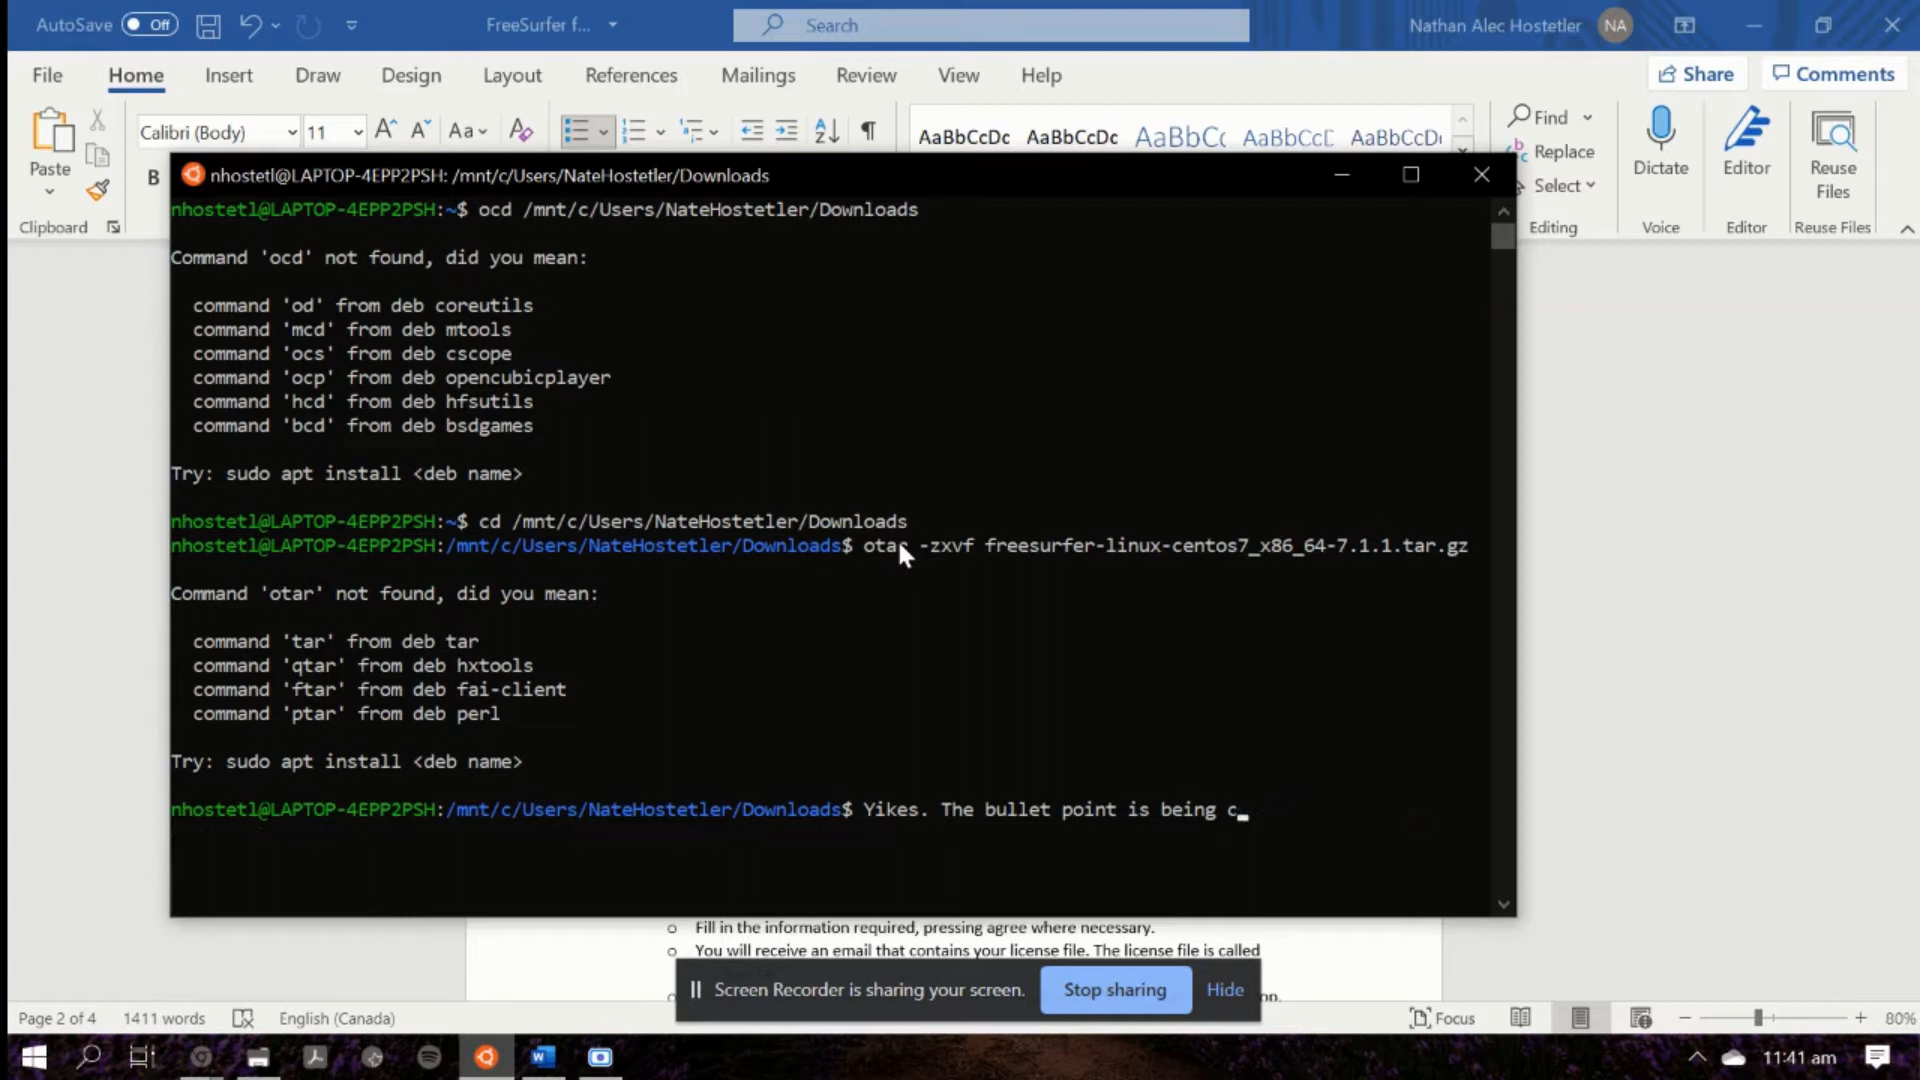 AutoSave Off FreeSurfer f... Search Nathan Alec Hostetler NA
File Home Insert Draw Design Layout References Mailings Review View Help Share Comments
Calibri (Body) 11 Aa AaBbCcDc AaBbCcDc AaBbC AaBbCcD AaBbCcD
Find
Replace
Select
Paste
B
Dictate
Editor
Reuse
Files
Clipboard Editing Voice Editor Reuse Files
nhostetl@LAPTOP-4EPP2PSH: /mnt/c/Users/NateHostetler/Downloads
nhostetl@LAPTOP-4EPP2PSH:~$ ocd /mnt/c/Users/NateHostetler/Downloads
Command 'ocd' not found, did you mean:
command 'od' from deb coreutils
command 'mcd' from deb mtools
command 'ocs' from deb cscope
command 'ocp' from deb opencubicplayer
command 'hcd' from deb hfsutils
command 'bcd' from deb bsdgames
Try: sudo apt install <deb name>
nhostetl@LAPTOP-4EPP2PSH:~$ cd /mnt/c/Users/NateHostetler/Downloads
nhostetl@LAPTOP-4EPP2PSH:/mnt/c/Users/NateHostetler/Downloads$ otar -zxvf freesurfer-linux-centos7_x86_64-7.1.1.tar.gz
Command 'otar' not found, did you mean:
command 'tar' from deb tar
command 'qtar' from deb hxtools
command 'ftar' from deb fai-client
command 'ptar' from deb perl
Try: sudo apt install <deb name>
nhostetl@LAPTOP-4EPP2PSH:/mnt/c/Users/NateHostetler/Downloads$ Yikes. The bullet point is being c
o Fill in the information required, pressing agree where necessary.
o You will receive an email that contains your license file. The license file is called
Screen Recorder is sharing your screen. Stop sharing Hide
Page 2 of 4 1411 words English (Canada) Focus 80%
11:41 am